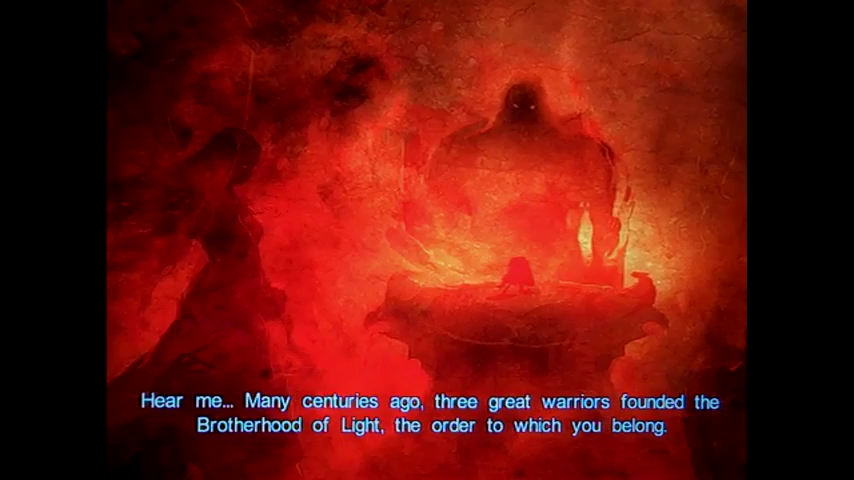 Hear me... Many centuries ago, three great warriors founded the
Brotherhood of Light, the order to which you belong.